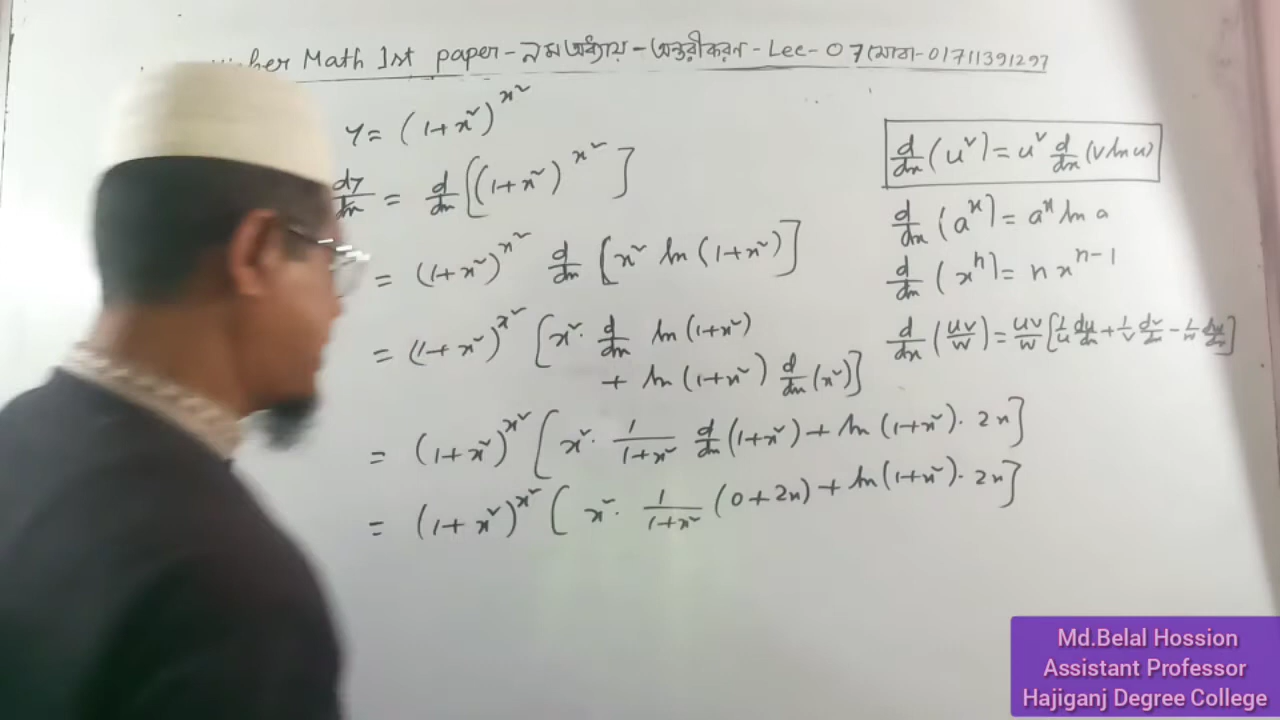 Higher Math 1st paper - নবম অধ্যায় - অন্তরীকরণ - Lec - 07 মোবা - 01711391297
y = (1+x²)^x²
dy/dx = d/dx [(1+x²)^x²]
= (1+x²)^x² d/dx [x² ln (1+x²)]
= (1+x²)^x² [x². d/dx ln (1+x²)
+ ln (1+x²) d/dx (x²)]
= (1+x²)^x² [x². 1/(1+x²) d/dx (1+x²) + ln (1+x²). 2x]
= (1+x²)^x² [x². 1/(1+x²) (0+2x) + ln (1+x²). 2x]
d/dx (u^v) = u^v d/dx (v ln u)
d/dx (a^x) = a^x ln a
d/dx (x^n) = n x^(n-1)
d/dx (uv/w) = uv/w [1/u du/dx + 1/v dv/dx - 1/w dw/dx]
Md.Belal Hossion
Assistant Professor
Hajiganj Degree College